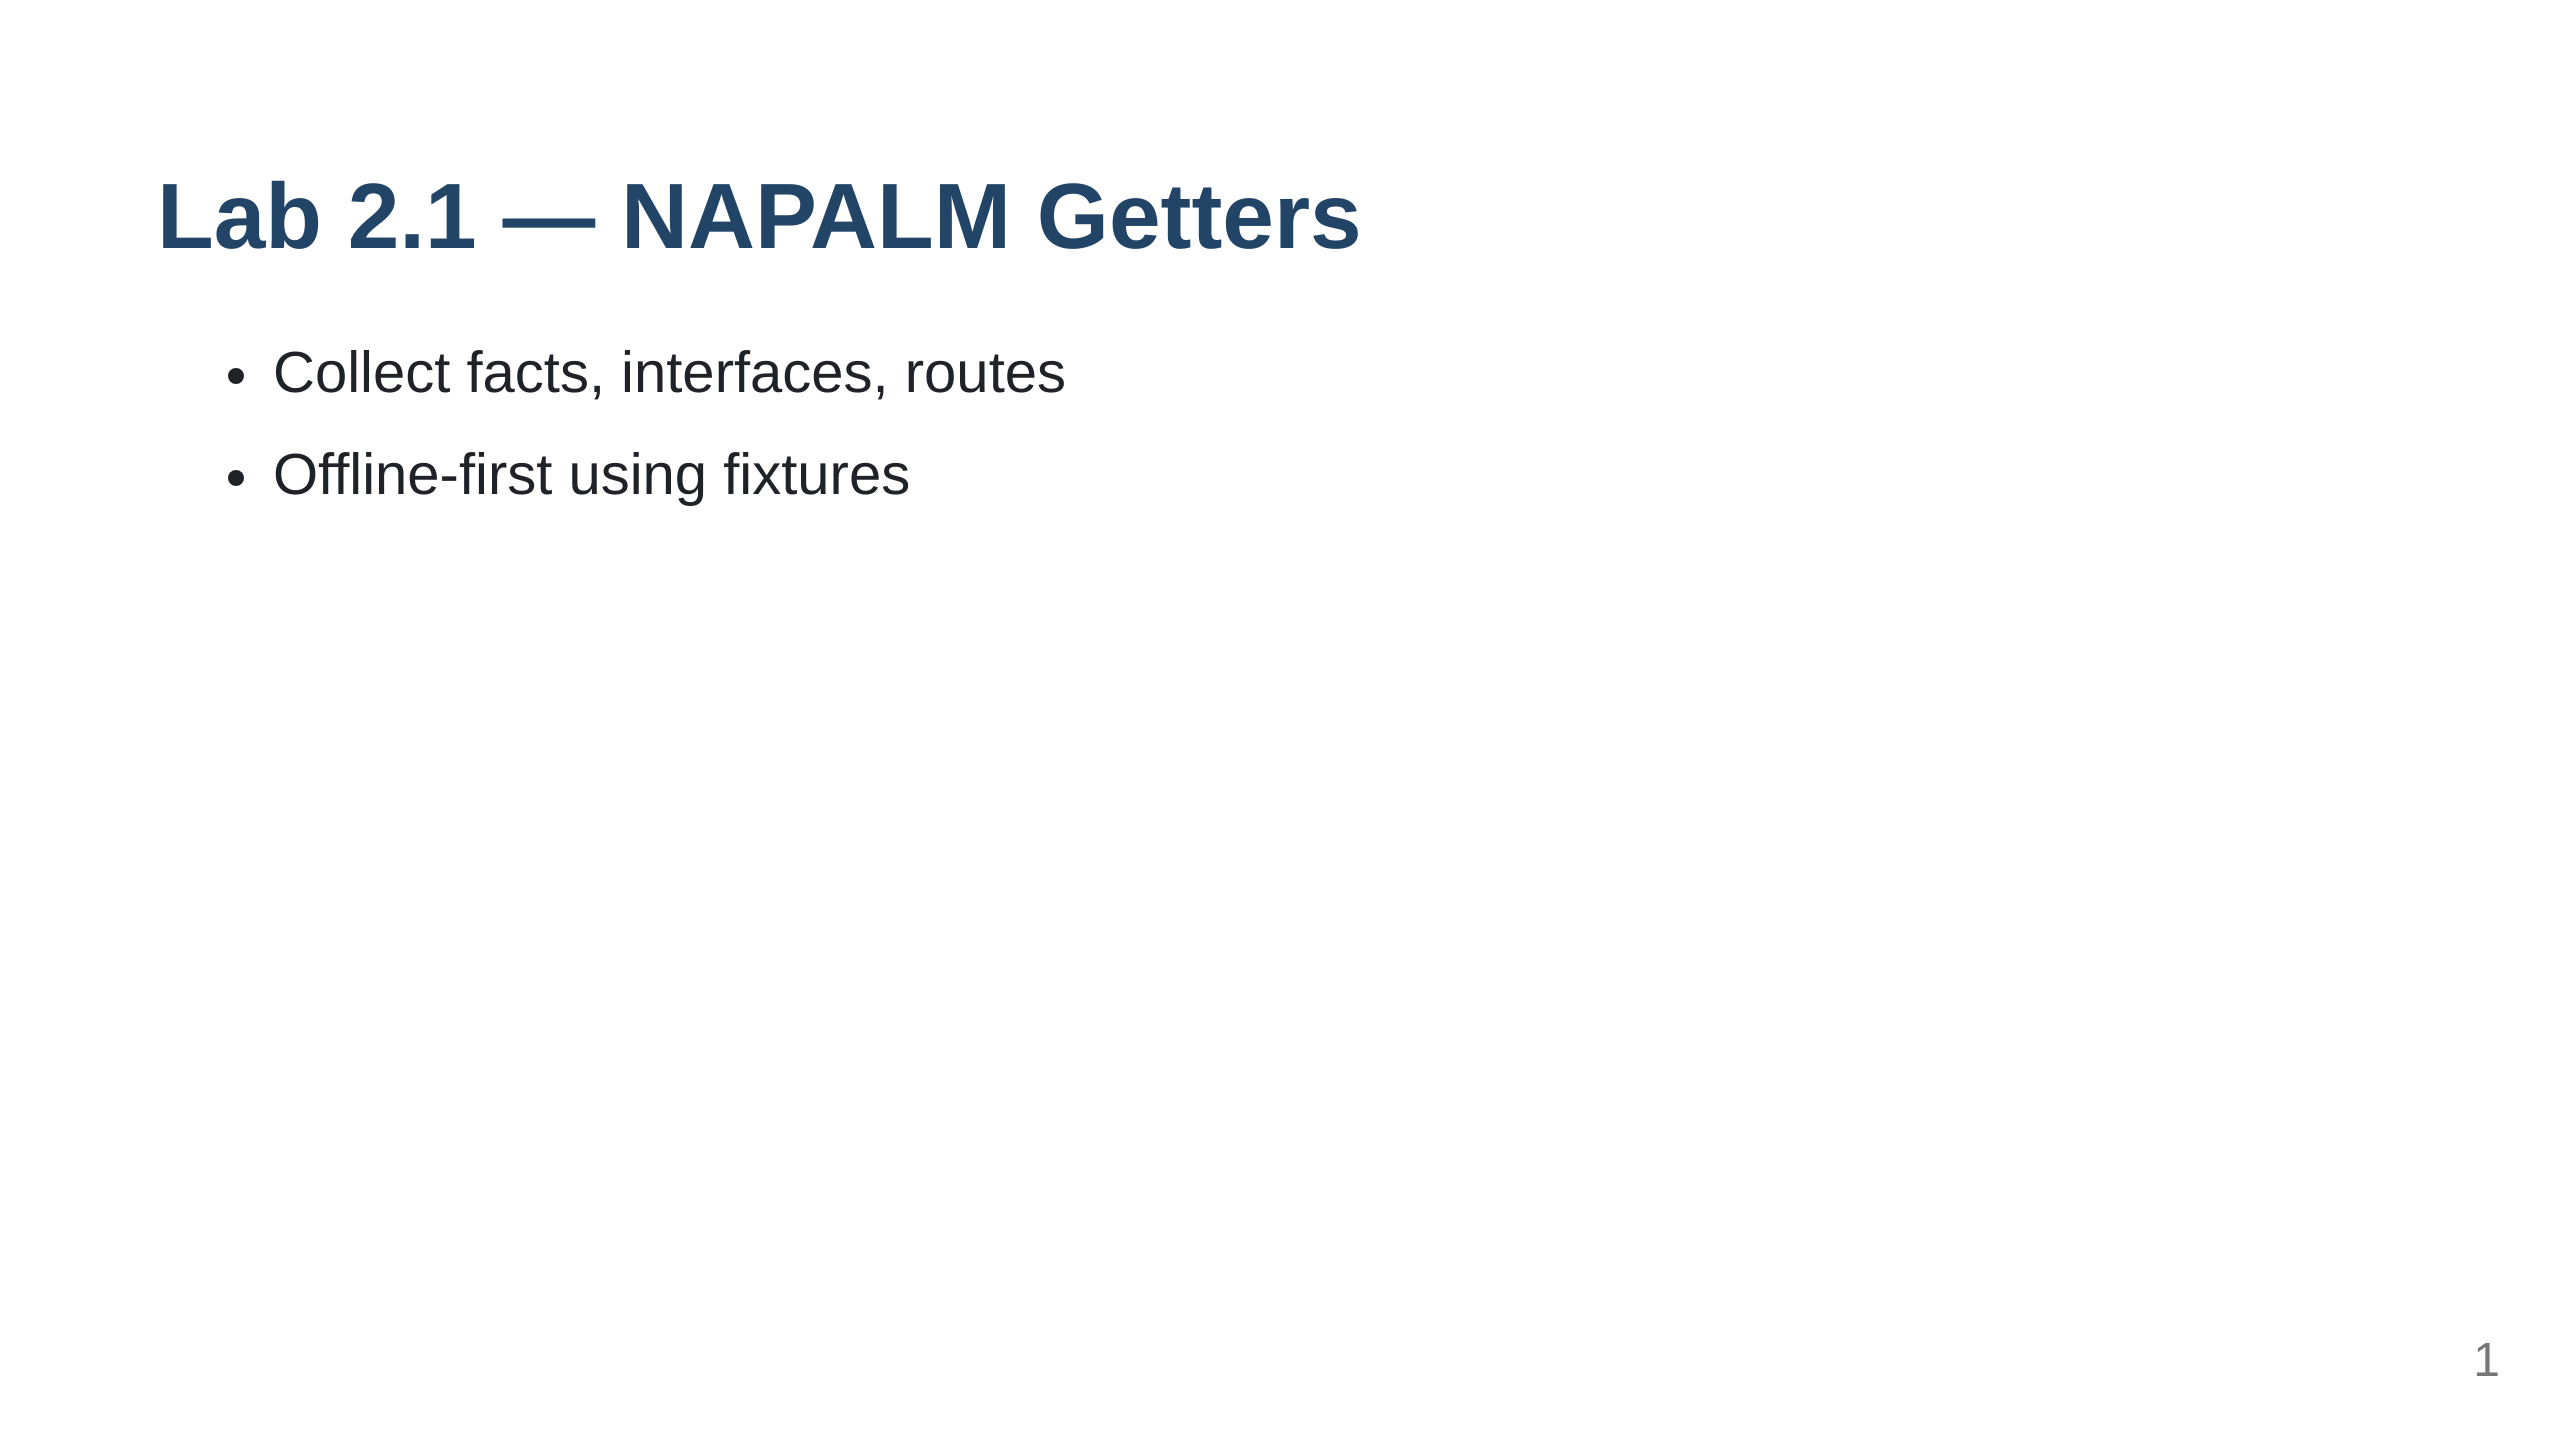 Lab 2.1 — NAPALM Getters
• Collect facts, interfaces, routes
• Offline-first using fixtures
1